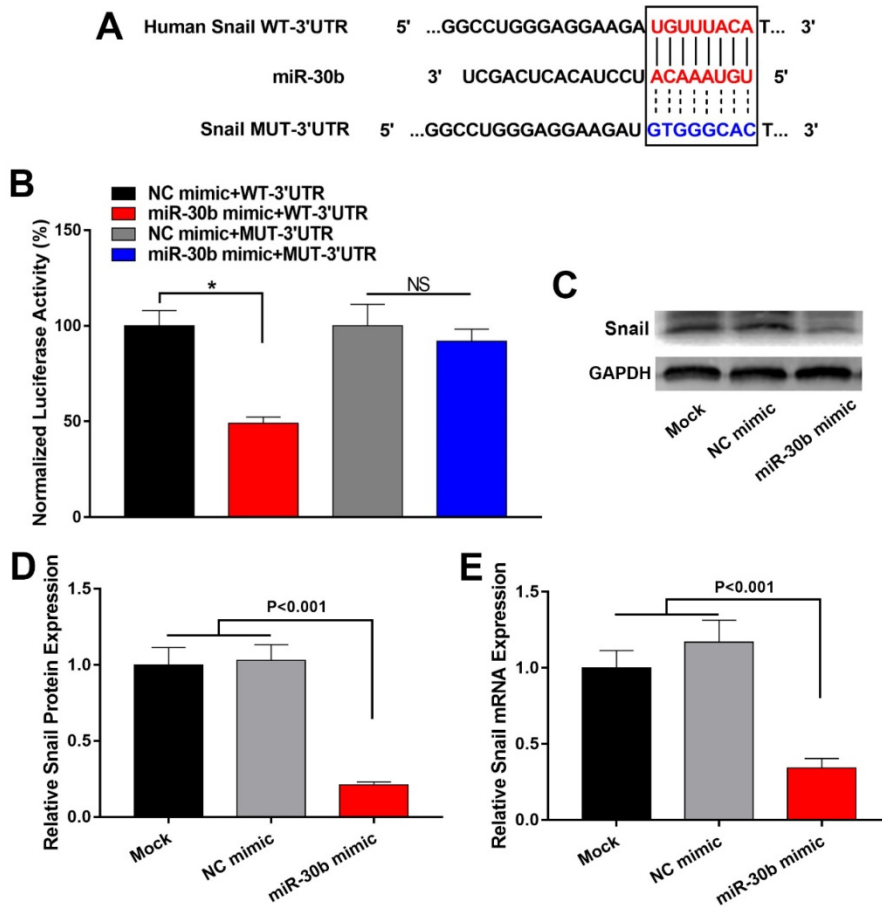 A
Human Snail WT-3'UTR 5' ...GGCCUGGGAGGAAGA UGUUUACA T... 3'
miR-30b 3' UCGACUCACAUCCU ACAAAUGU 5'
Snail MUT-3'UTR 5' ...GGCCUGGGAGGAAGAU GTGGGCAC T... 3'
B
NC mimic+WT-3'UTR
miR-30b mimic+WT-3'UTR
NC mimic+MUT-3'UTR
miR-30b mimic+MUT-3'UTR
Normalized Luciferase Activity (%)
150
100
50
0
*
NS
C
Snail
GAPDH
Mock
NC mimic
miR-30b mimic
D
Relative Snail Protein Expression
1.5
1.0
0.5
0.0
P<0.001
Mock
NC mimic
miR-30b mimic
E
Relative Snail mRNA Expression
1.5
1.0
0.5
0.0
P<0.001
Mock
NC mimic
miR-30b mimic